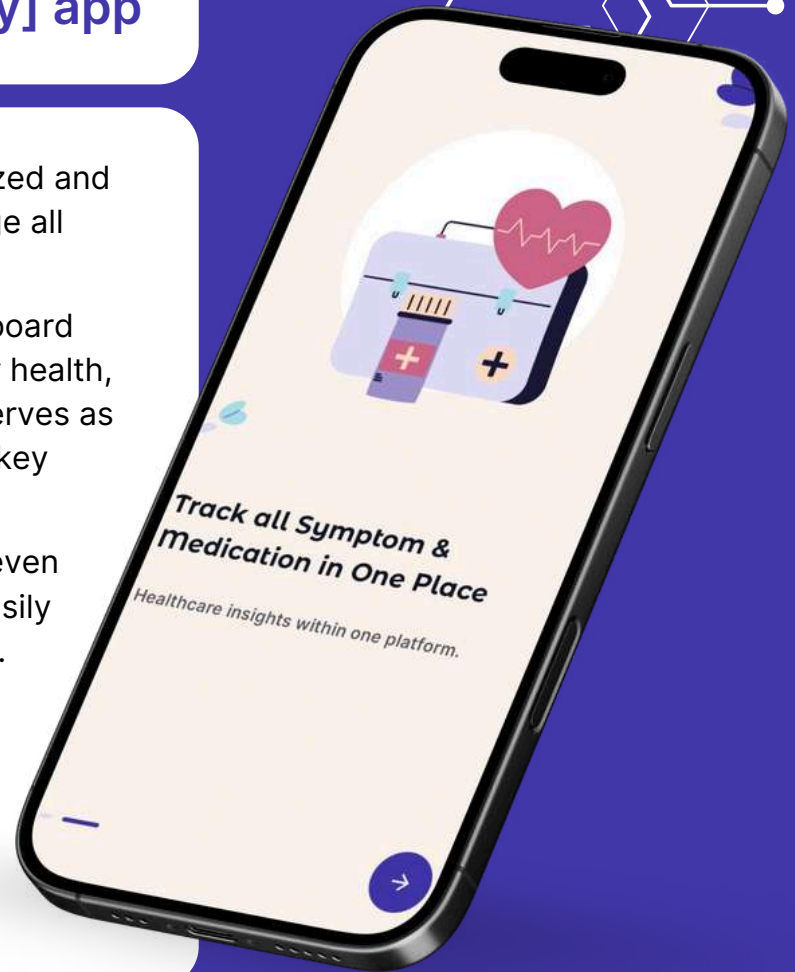 y] app
zed and
ge all
board
health,
erves as
key
even
sily
.
Track all Symptom &
Medication in One Place
Healthcare insights within one platform.